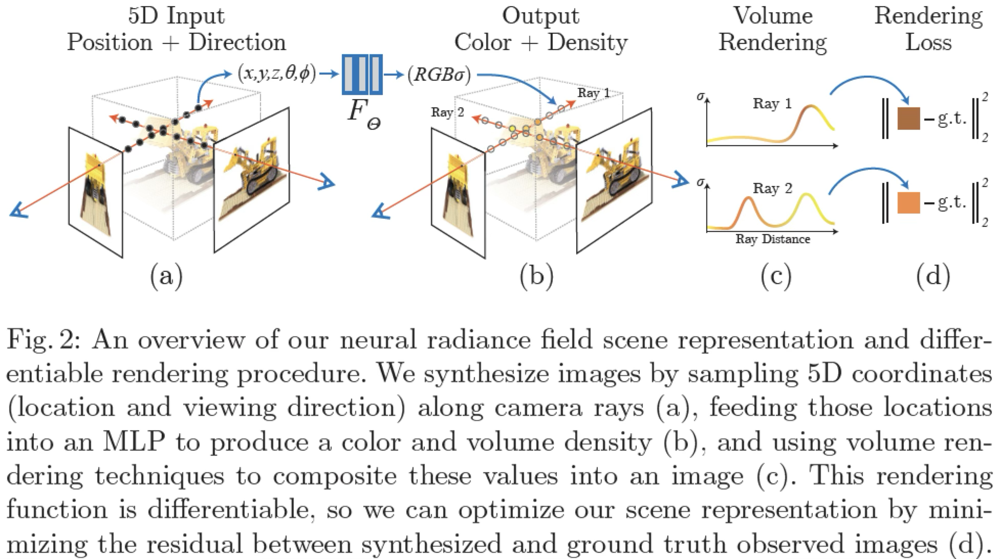 5D Input
Position + Direction
Output
Color + Density
Volume
Rendering
Rendering
Loss
(x,y,z,θ,ϕ)
F_Θ
(RGBσ)
Ray 1
Ray 2
σ
Ray 1
σ
Ray 2
Ray Distance
‖ – g.t. ‖²₂
‖ – g.t. ‖²₂
(a)
(b)
(c)
(d)
Fig. 2: An overview of our neural radiance field scene representation and differ-
entiable rendering procedure. We synthesize images by sampling 5D coordinates
(location and viewing direction) along camera rays (a), feeding those locations
into an MLP to produce a color and volume density (b), and using volume ren-
dering techniques to composite these values into an image (c). This rendering
function is differentiable, so we can optimize our scene representation by mini-
mizing the residual between synthesized and ground truth observed images (d).